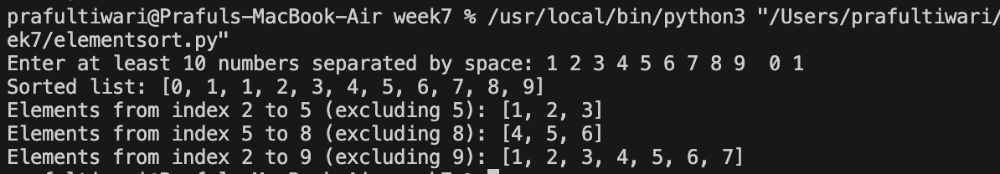 prafultiwari@Prafuls-MacBook-Air week7 % /usr/local/bin/python3 "/Users/prafultiwari/
ek7/elementsort.py"
Enter at least 10 numbers separated by space: 1 2 3 4 5 6 7 8 9  0 1
Sorted list: [0, 1, 1, 2, 3, 4, 5, 6, 7, 8, 9]
Elements from index 2 to 5 (excluding 5): [1, 2, 3]
Elements from index 5 to 8 (excluding 8): [4, 5, 6]
Elements from index 2 to 9 (excluding 9): [1, 2, 3, 4, 5, 6, 7]